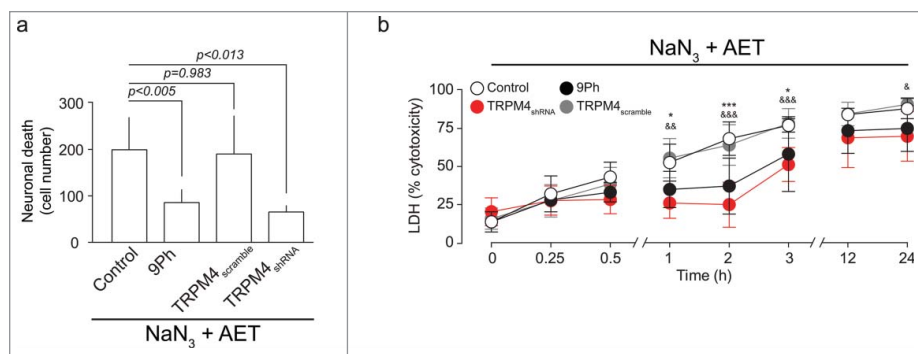 a
p<0.013
p=0.983
p<0.005
Neuronal death
(cell number)
300
200
100
0
Control
9Ph
TRPM4scramble
TRPM4shRNA
NaN3 + AET
b
NaN3 + AET
Control
9Ph
TRPM4shRNA
TRPM4scramble
LDH (% cytotoxicity)
100
75
50
25
0
*
&&
***
&&&
*
&&&
&
0
0.25
0.5
1
2
3
12
24
Time (h)